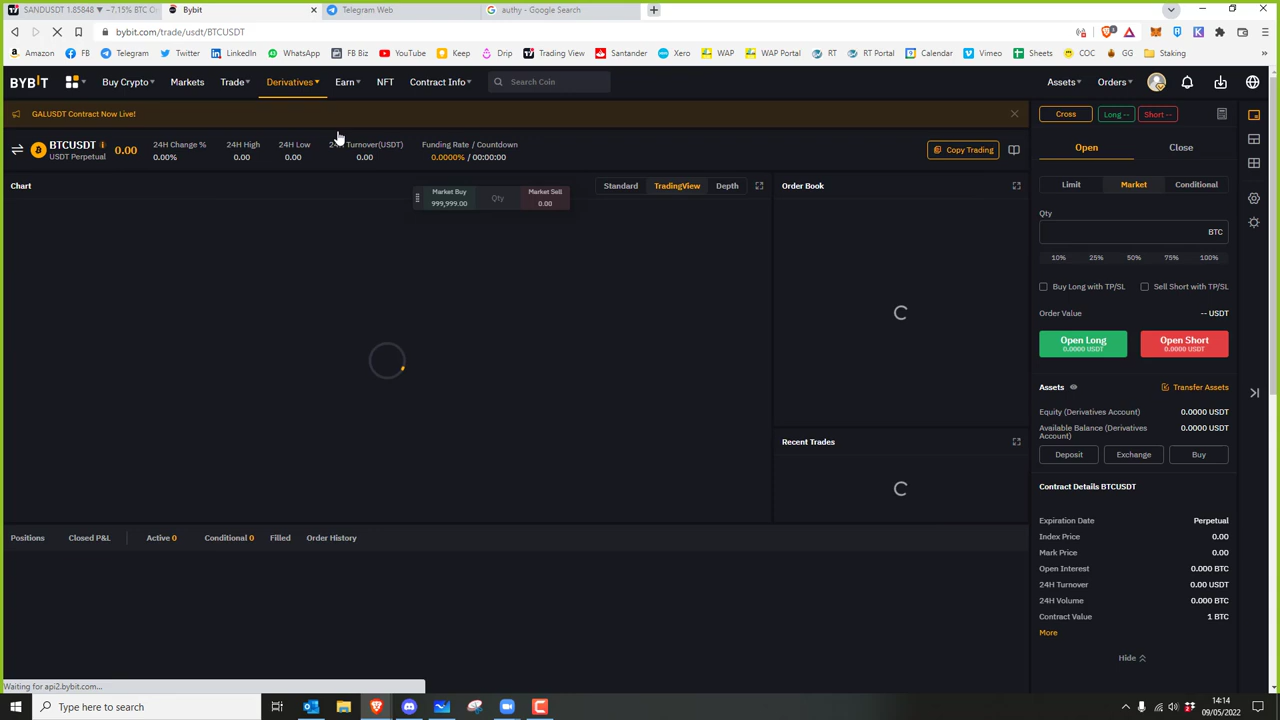 SANDUSDT 1.85848 ▼ −7.15% BTC O
Bybit
Telegram Web
authy - Google Search
bybit.com/trade/usdt/BTCUSDT
Amazon
FB
Telegram
Twitter
LinkedIn
WhatsApp
FB Biz
YouTube
Keep
Drip
Trading View
Santander
Xero
WAP
WAP Portal
RT
RT Portal
Calendar
Vimeo
Sheets
COC
GG
Staking
BYBIT
Buy Crypto
Markets
Trade
Derivatives
Earn
NFT
Contract Info
Search Coin
Assets
Orders
GALUSDT Contract Now Live!
Cross
Long --
Short --
BTCUSDT
USDT Perpetual
0.00
24H Change %
0.00%
24H High
0.00
24H Low
0.00
24H Turnover(USDT)
0.00
Funding Rate / Countdown
0.0000% / 00:00:00
Copy Trading
Open
Close
Chart
Market Buy
999,999.00
Qty
Market Sell
0.00
Standard
TradingView
Depth
Order Book
Limit
Market
Conditional
Qty
BTC
10%
25%
50%
75%
100%
Buy Long with TP/SL
Sell Short with TP/SL
Order Value
-- USDT
Open Long
0.0000 USDT
Open Short
0.0000 USDT
Assets
Transfer Assets
Equity (Derivatives Account)
0.0000 USDT
Available Balance (Derivatives
Account)
0.0000 USDT
Deposit
Exchange
Buy
Recent Trades
Contract Details BTCUSDT
Expiration Date
Perpetual
Index Price
0.00
Mark Price
0.00
Open Interest
0.000 BTC
24H Turnover
0.00 USDT
24H Volume
0.000 BTC
Contract Value
1 BTC
More
Hide
Positions
Closed P&L
Active 0
Conditional 0
Filled
Order History
Waiting for api2.bybit.com...
Type here to search
14:14
09/05/2022